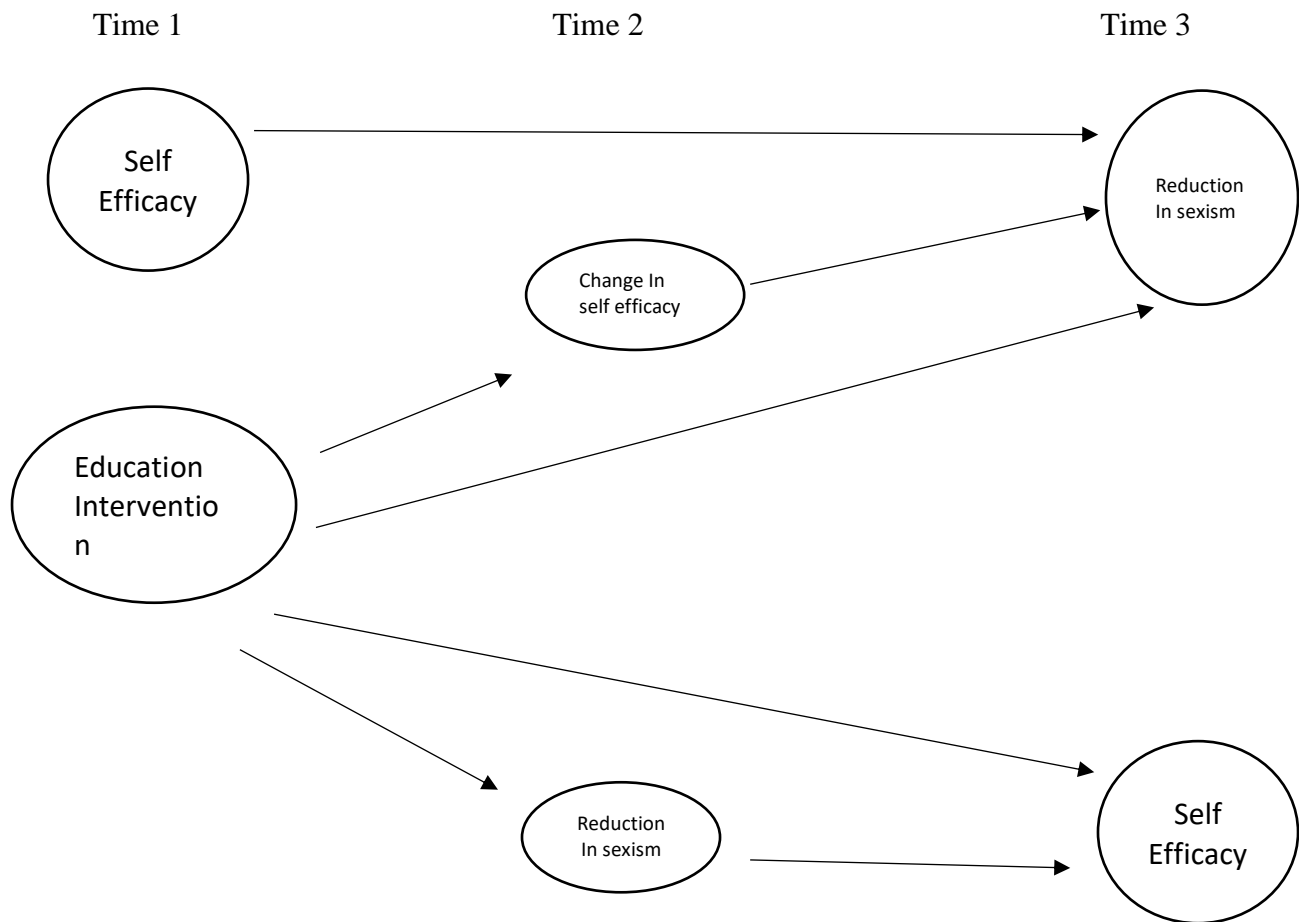 Time 1
Time 2
Time 3
Self
Efficacy
Reduction
In sexism
Change In
self efficacy
Education
Interventio
n
Reduction
In sexism
Self
Efficacy